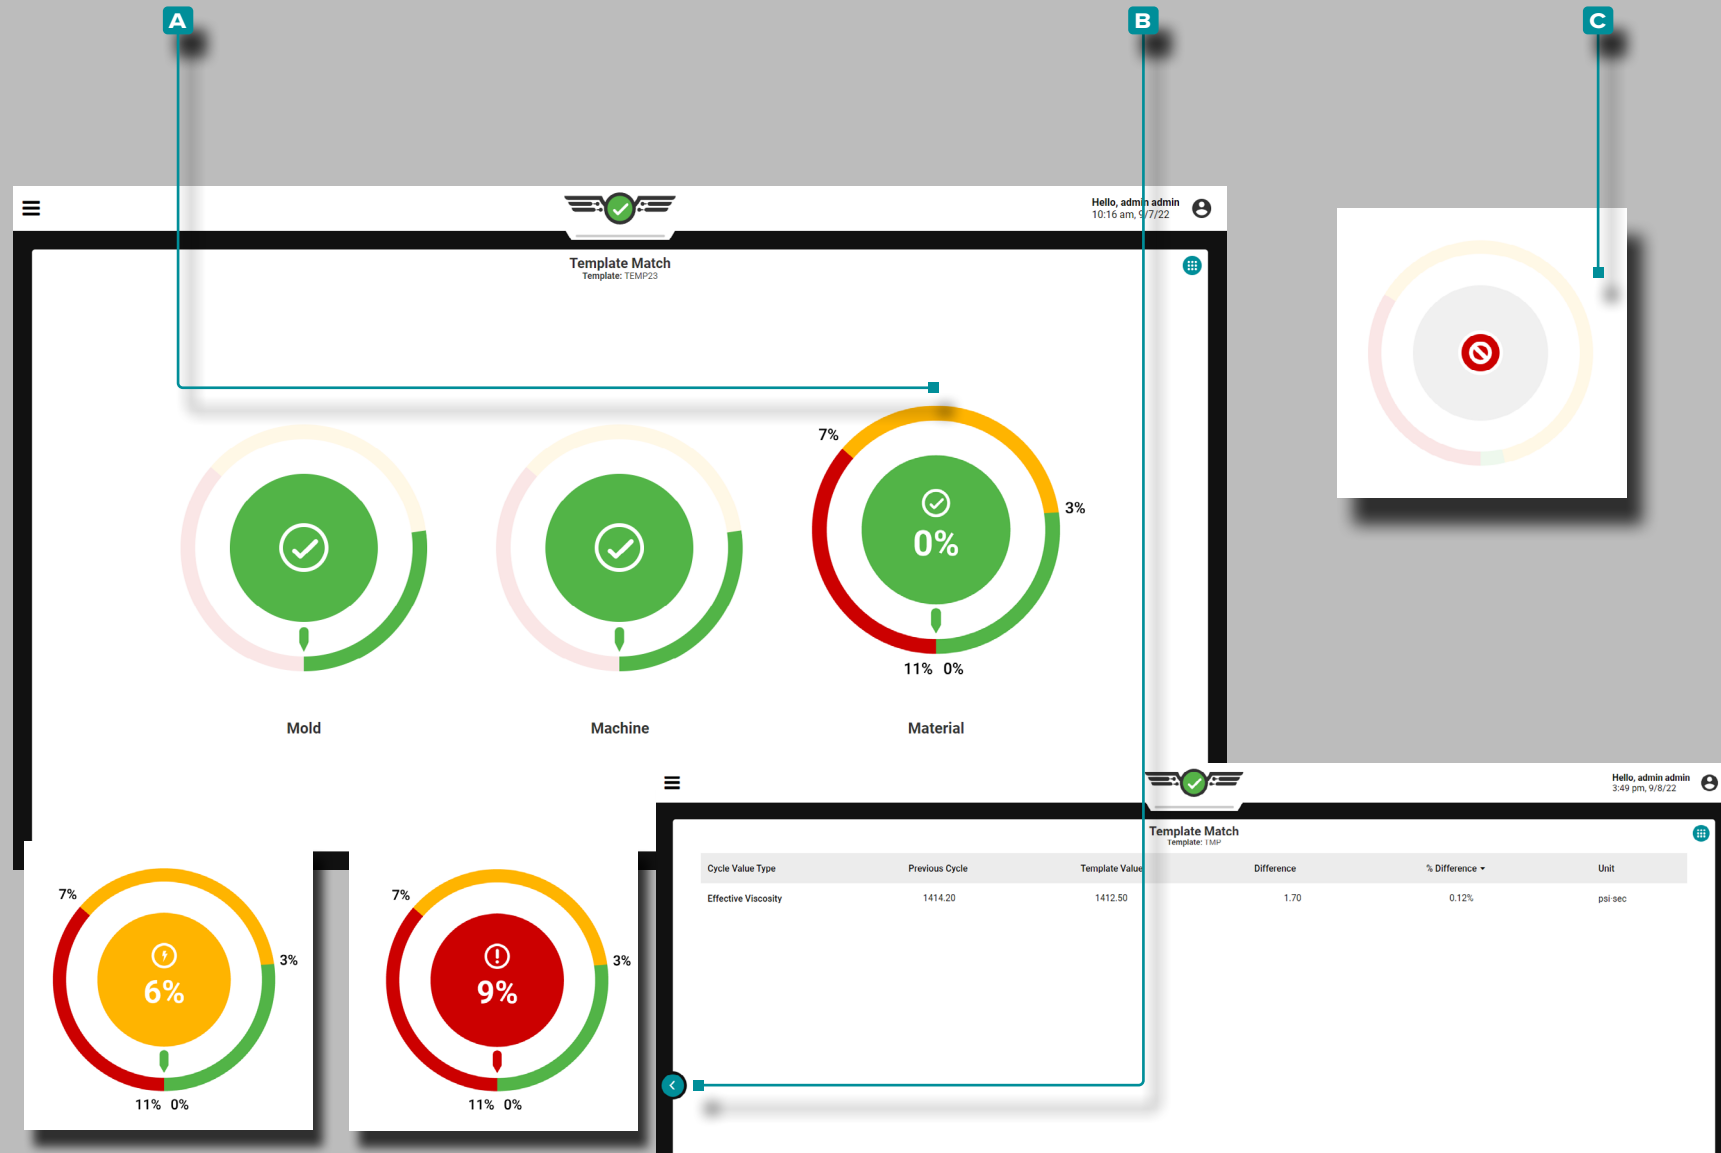 A
B
C
Hello, admin admin
10:16 am, 9/7/22
Template Match
Template: TEMP23
7%
3%
0%
11% 0%
Mold
Machine
Material
7%
3%
6%
11% 0%
7%
3%
9%
11% 0%
Hello, admin admin
3:49 pm, 9/8/22
Template Match
Template: TMP
Cycle Value Type Previous Cycle Template Value Difference % Difference Unit
Effective Viscosity 1414.20 1412.50 1.70 0.12% psi·sec